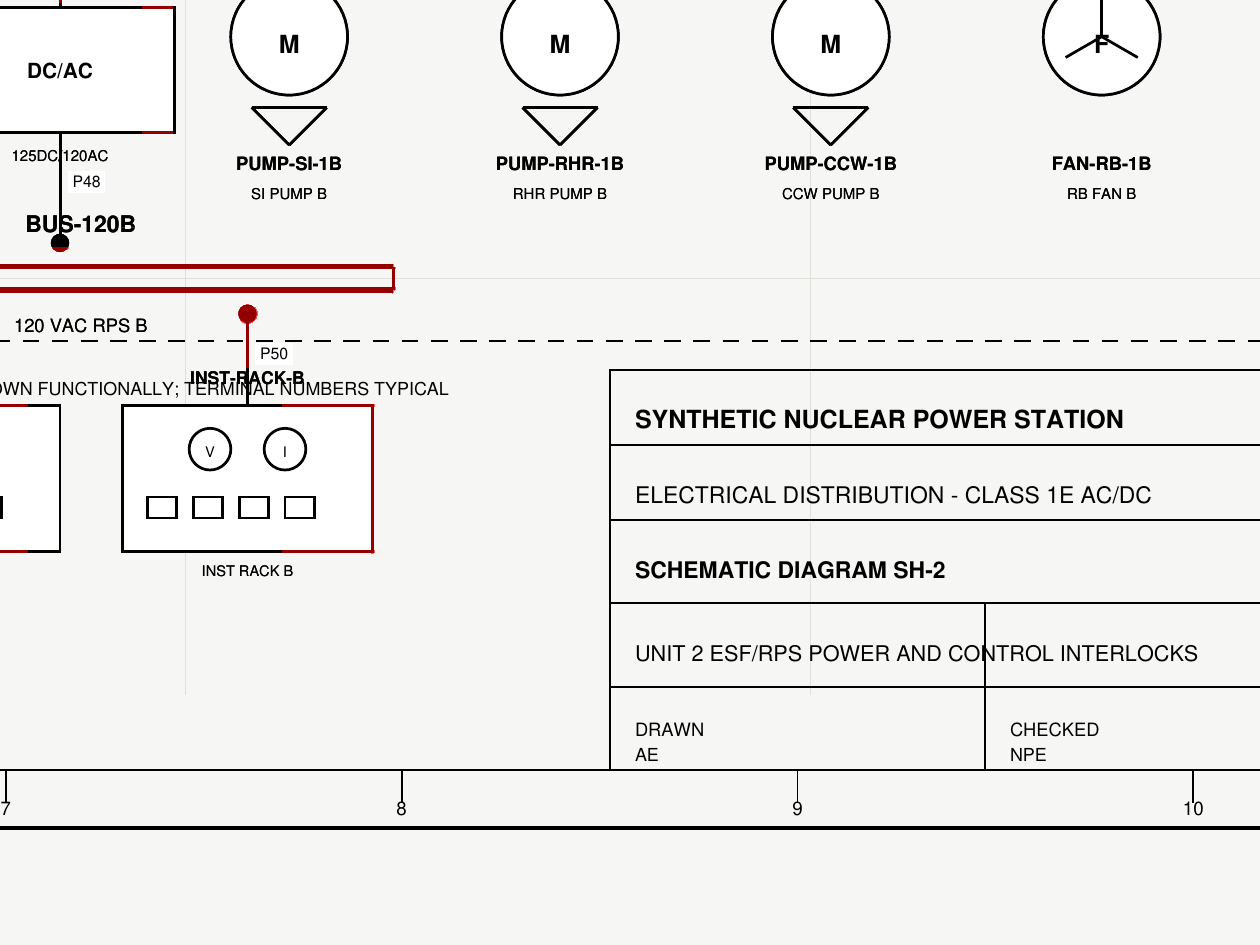 M
M
M
F
DC/AC
125DC/120AC
PUMP-SI-1B
PUMP-RHR-1B
PUMP-CCW-1B
FAN-RB-1B
P48
SI PUMP B
RHR PUMP B
CCW PUMP B
RB FAN B
BUS-120B
120 VAC RPS B
P50
INST-RACK-B
FUNCTIONALLY; TERMINAL NUMBERS TYPICAL
V
I
INST RACK B
SYNTHETIC NUCLEAR POWER STATION
ELECTRICAL DISTRIBUTION - CLASS 1E AC/DC
SCHEMATIC DIAGRAM SH-2
UNIT 2 ESF/RPS POWER AND CONTROL INTERLOCKS
DRAWN
AE
CHECKED
NPE
7
8
9
10